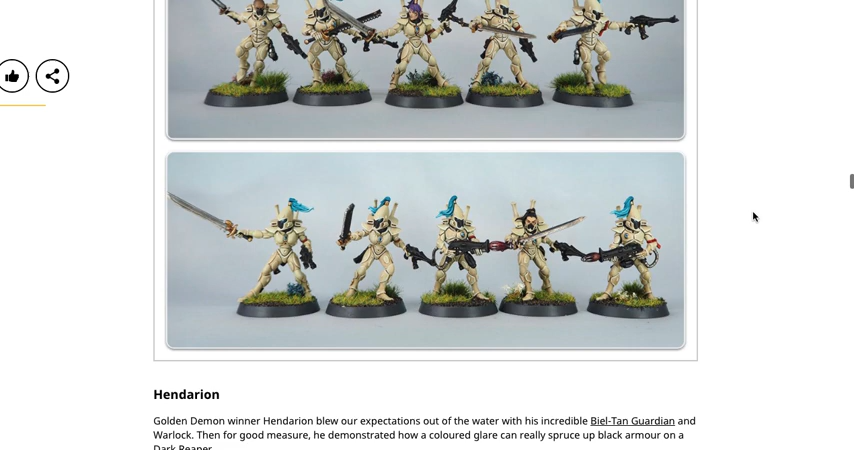 Hendarion
Golden Demon winner Hendarion blew our expectations out of the water with his incredible Biel-Tan Guardian and
Warlock. Then for good measure, he demonstrated how a coloured glare can really spruce up black armour on a
Dark Reaper.